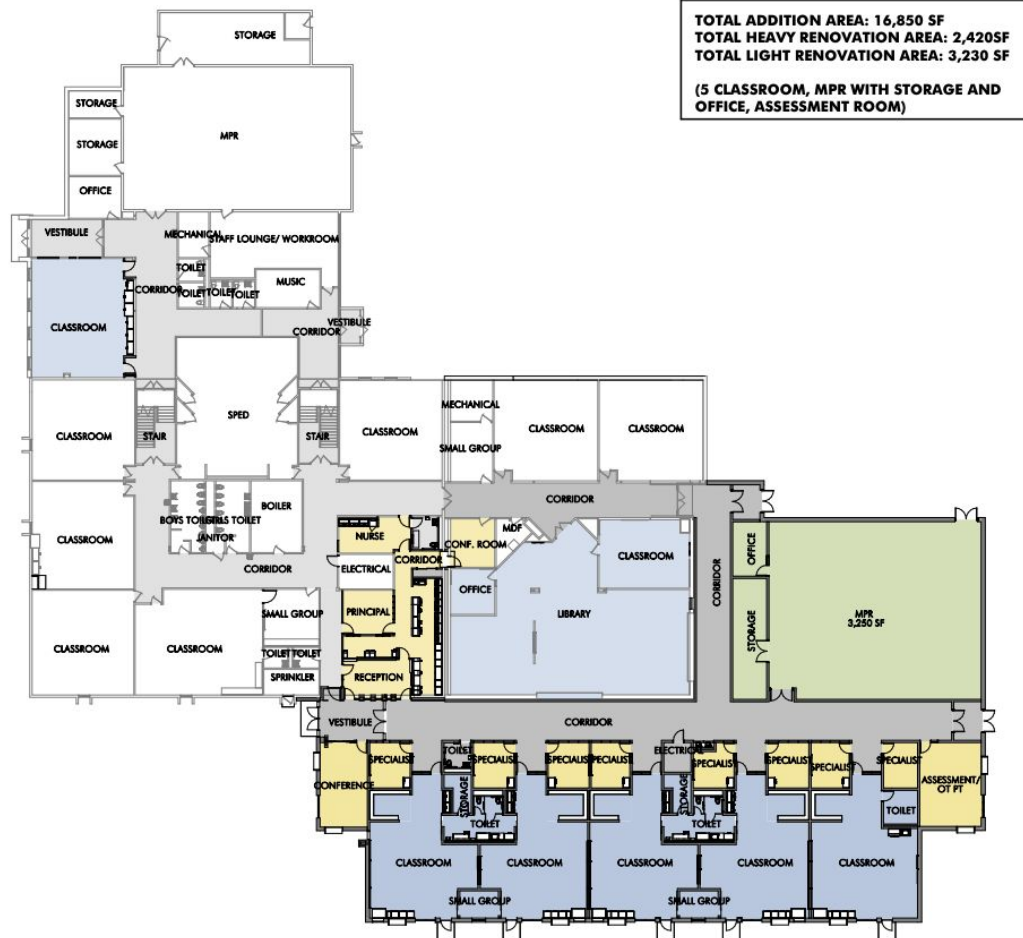 TOTAL ADDITION AREA: 16,850 SF
TOTAL HEAVY RENOVATION AREA: 2,420SF
TOTAL LIGHT RENOVATION AREA: 3,230 SF
(5 CLASSROOM, MPR WITH STORAGE AND
OFFICE, ASSESSMENT ROOM)
STORAGE
STORAGE
MPR
STORAGE
OFFICE
VESTIBULE
MECHANICAL
STAFF LOUNGE/ WORKROOM
TOILET
MUSIC
CORRIDOR
TOILET
TOILET
TOILET
CLASSROOM
CORRIDOR
VESTIBULE
MECHANICAL
SPED
CLASSROOM
STAIR
STAIR
CLASSROOM
CLASSROOM
CLASSROOM
SMALL GROUP
CORRIDOR
BOILER
BOYS TOILET
GIRLS TOILET
JANITOR
CLASSROOM
NURSE
MDF
CONF. ROOM
CORRIDOR
CLASSROOM
OFFICE
CORRIDOR
ELECTRICAL
CORRIDOR
OFFICE
SMALL GROUP
PRINCIPAL
LIBRARY
STORAGE
MPR
3,250 SF
CLASSROOM
CLASSROOM
TOILET
TOILET
SPRINKLER
RECEPTION
VESTIBULE
CORRIDOR
TOILET
ELECTRICAL
SPECIALIST
SPECIALIST
SPECIALIST
SPECIALIST
SPECIALIST
SPECIALIST
SPECIALIST
SPECIALIST
CONFERENCE
ASSESSMENT/
OT PT
STORAGE
STORAGE
TOILET
TOILET
TOILET
CLASSROOM
CLASSROOM
CLASSROOM
CLASSROOM
CLASSROOM
SMALL GROUP
SMALL GROUP